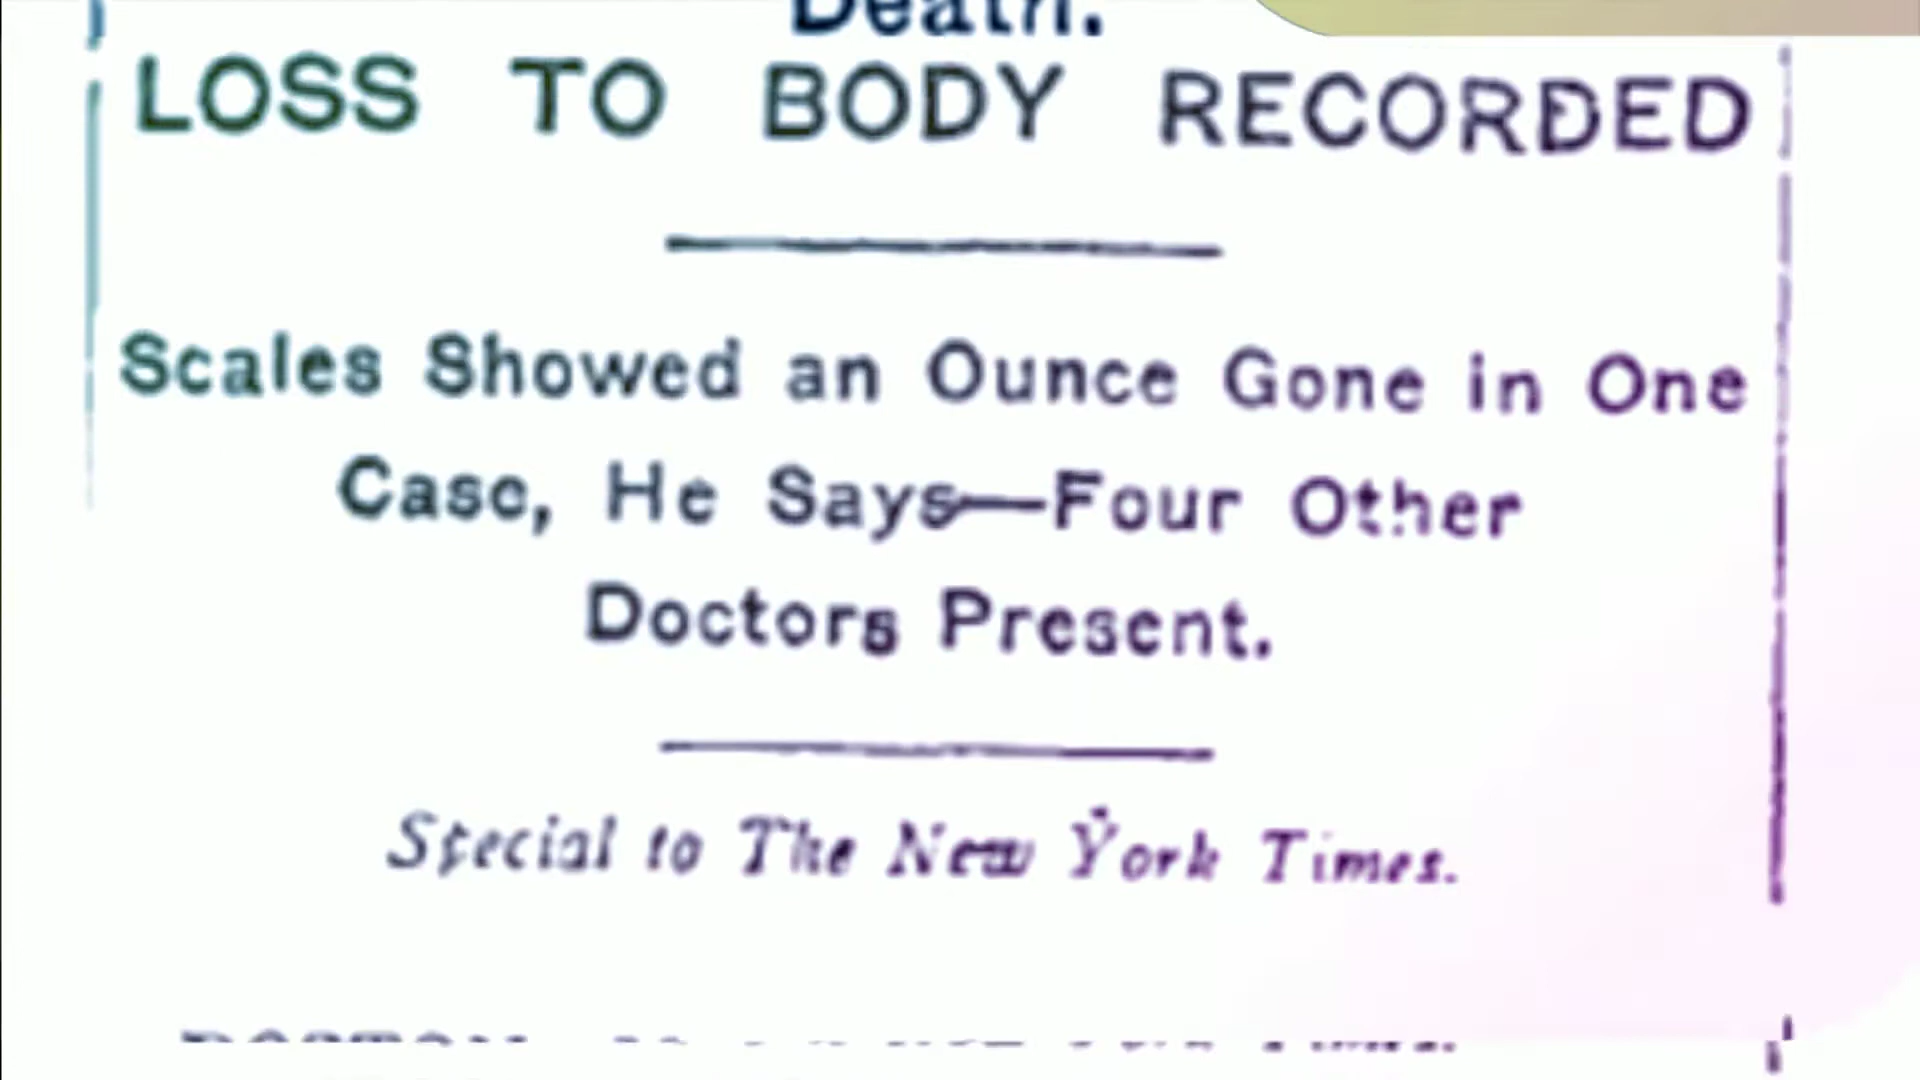 Death.
LOSS TO BODY RECORDED
Scales Showed an Ounce Gone in One
Case, He Says—Four Other
Doctors Present.
Special to The New York Times.